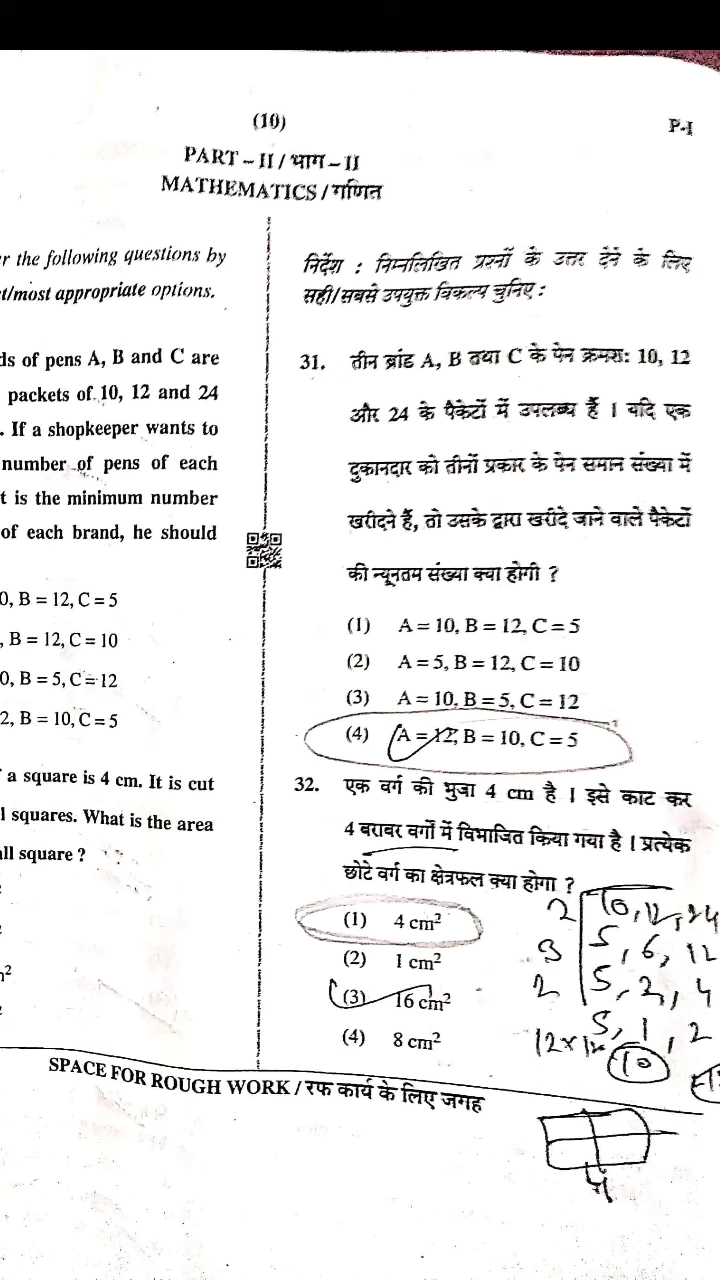 (10)
P-I
PART – II / भाग – II
MATHEMATICS / गणित
r the following questions by
t/most appropriate options.
ds of pens A, B and C are
packets of 10, 12 and 24
. If a shopkeeper wants to
number of pens of each
t is the minimum number
of each brand, he should
0, B = 12, C = 5
, B = 12, C = 10
0, B = 5, C = 12
2, B = 10, C = 5
a square is 4 cm. It is cut
l squares. What is the area
all square ?
निर्देश : निम्नलिखित प्रश्नों के उत्तर देने के लिए
सही/सबसे उपयुक्त विकल्प चुनिए :
31. तीन ब्रांड A, B तथा C के पेन क्रमशः 10, 12
और 24 के पैकेटों में उपलब्ध हैं । यदि एक
दुकानदार को तीनों प्रकार के पेन समान संख्या में
खरीदने हैं, तो उसके द्वारा खरीदे जाने वाले पैकेटों
की न्यूनतम संख्या क्या होगी ?
(1) A = 10, B = 12, C = 5
(2) A = 5, B = 12, C = 10
(3) A = 10, B = 5, C = 12
(4) A = 12, B = 10, C = 5
32. एक वर्ग की भुजा 4 cm है । इसे काट कर
4 बराबर वर्गों में विभाजित किया गया है । प्रत्येक
छोटे वर्ग का क्षेत्रफल क्या होगा ?
(1) 4 cm²
(2) 1 cm²
(3) 16 cm²
(4) 8 cm²
2 10, 12, 24
3 5, 6, 12
2 5, 2, 4
5, 1, 2
10
4
SPACE FOR ROUGH WORK / रफ कार्य के लिए जगह